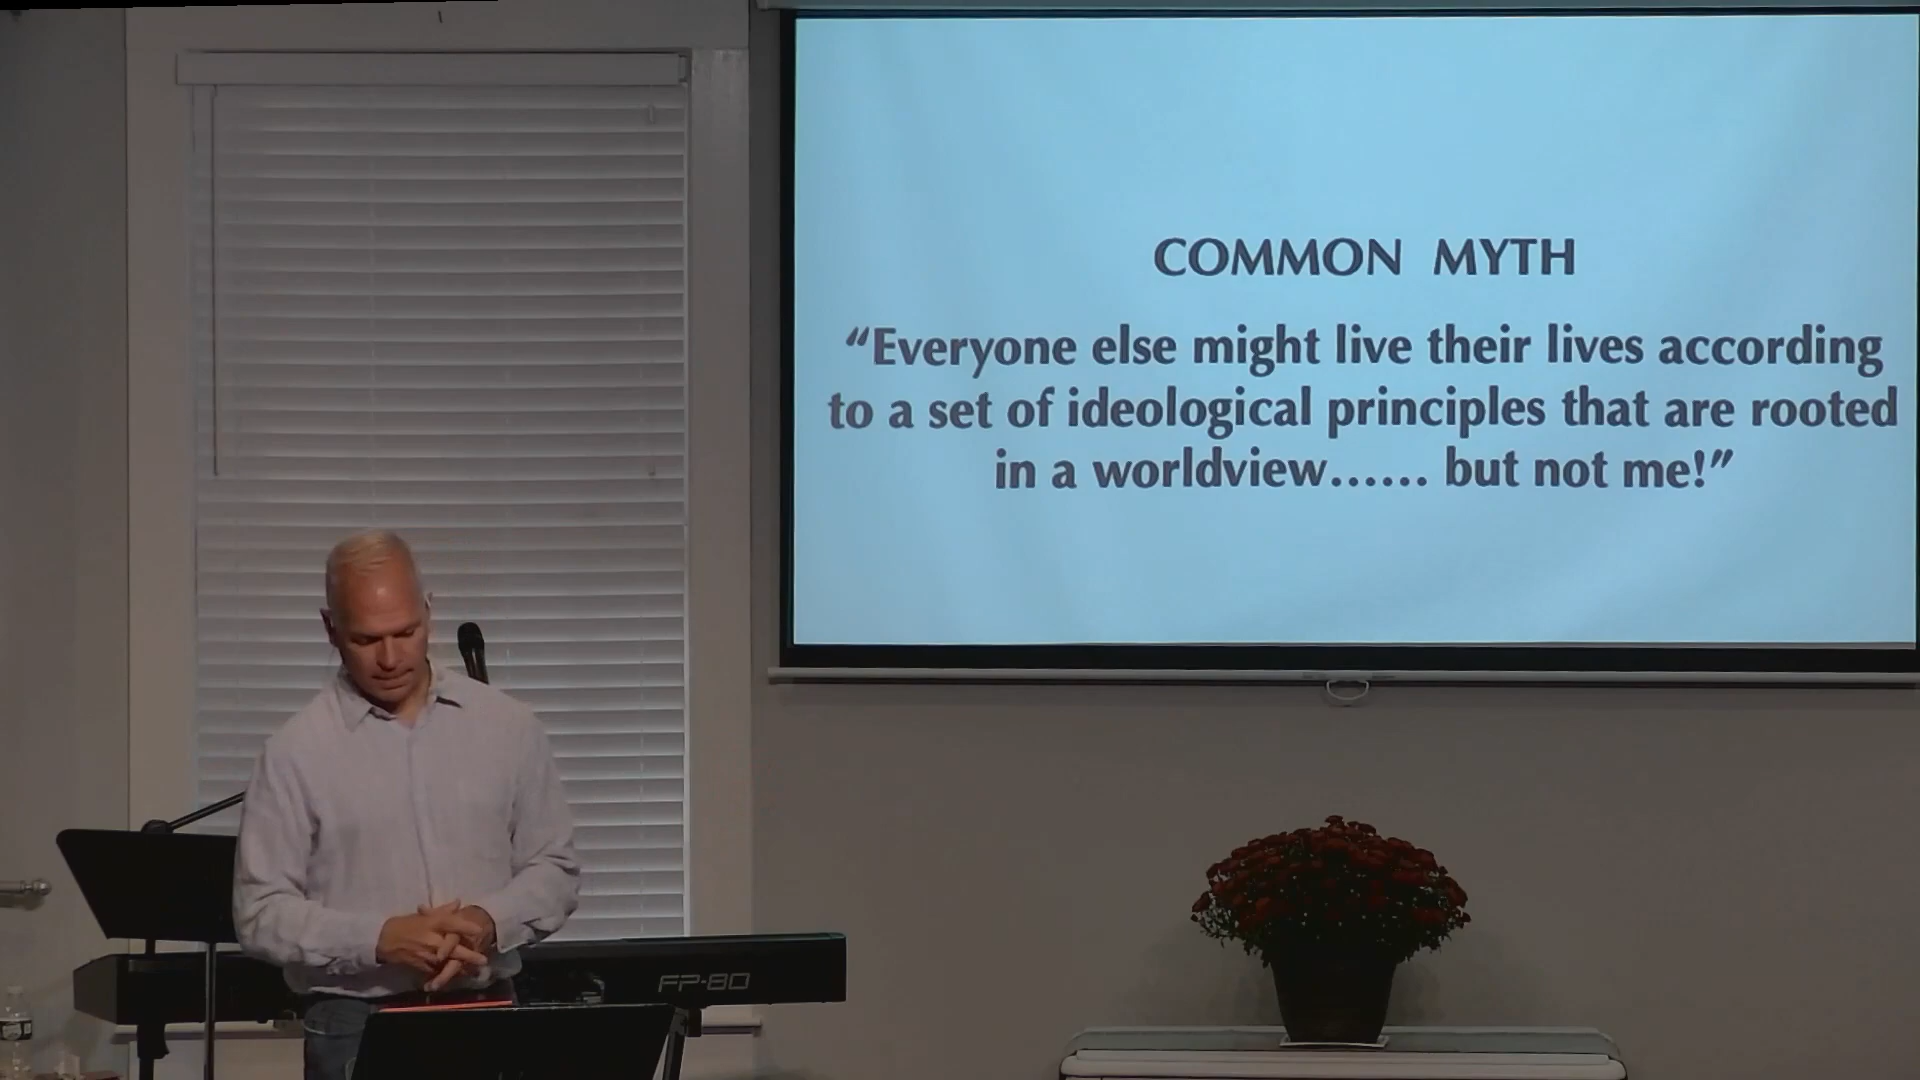 COMMON MYTH
“Everyone else might live their lives according
to a set of ideological principles that are rooted
in a worldview...... but not me!”
FP-80